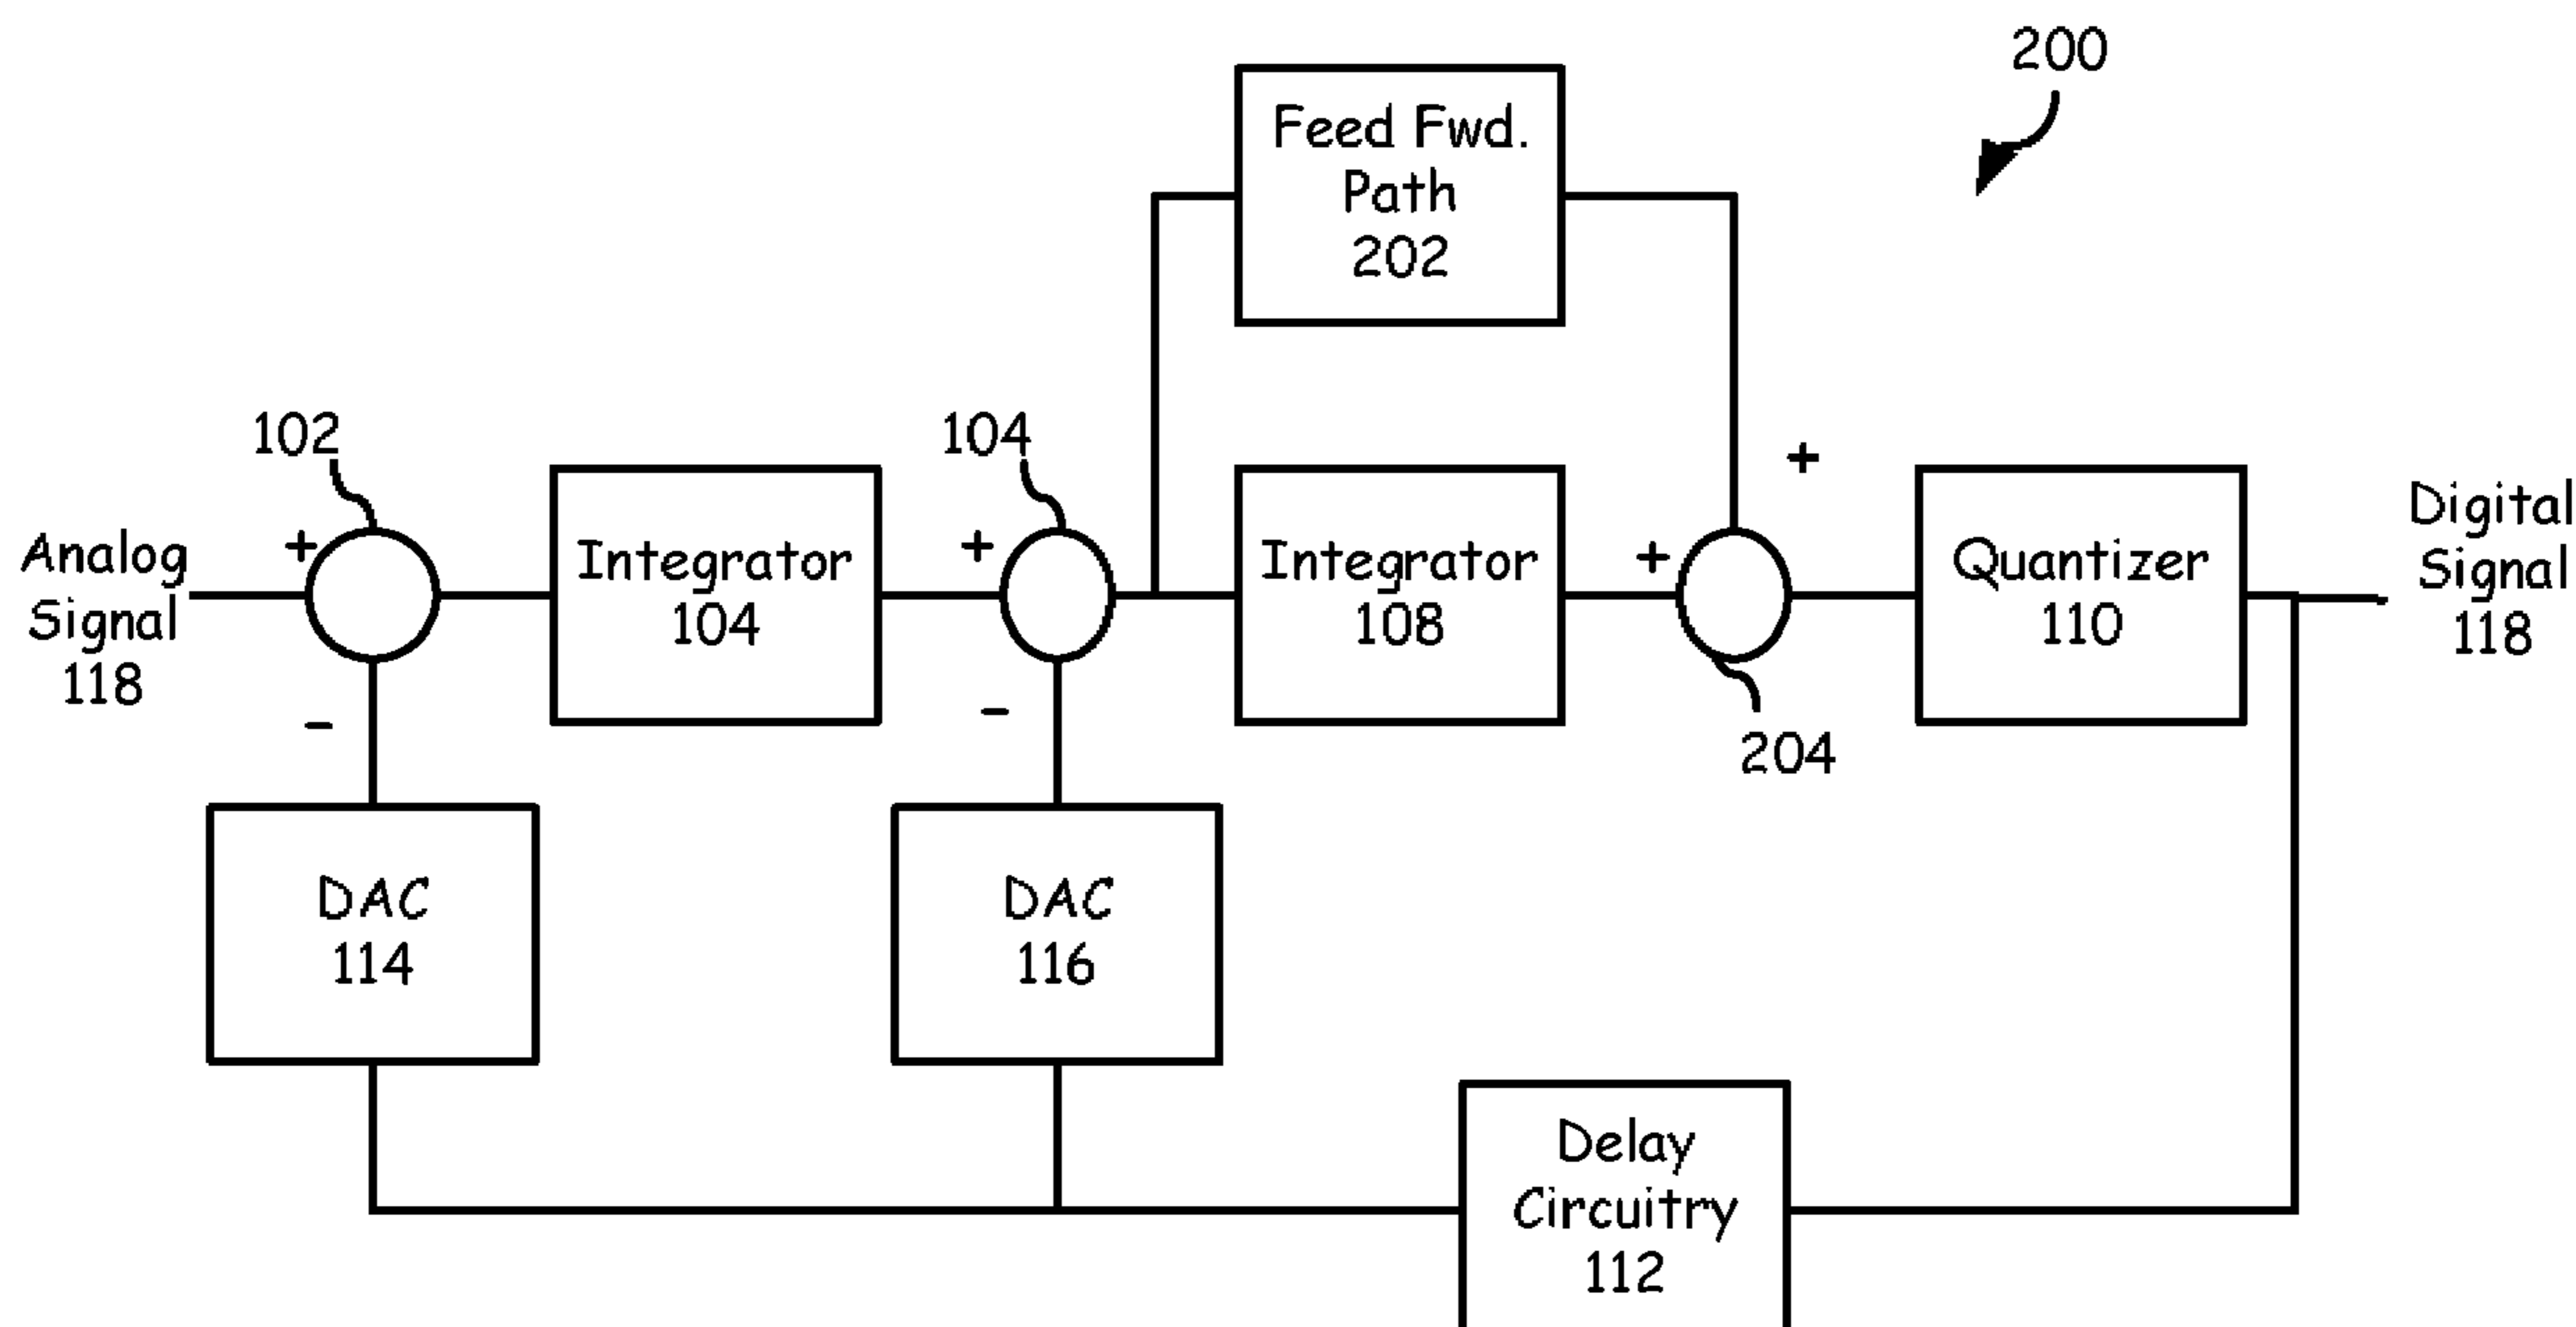 200
Feed Fwd.
Path
202
102
104
+
Analog
Signal
118
+
-
Integrator
104
+
-
Integrator
108
+
204
Quantizer
110
Digital
Signal
118
DAC
114
DAC
116
Delay
Circuitry
112